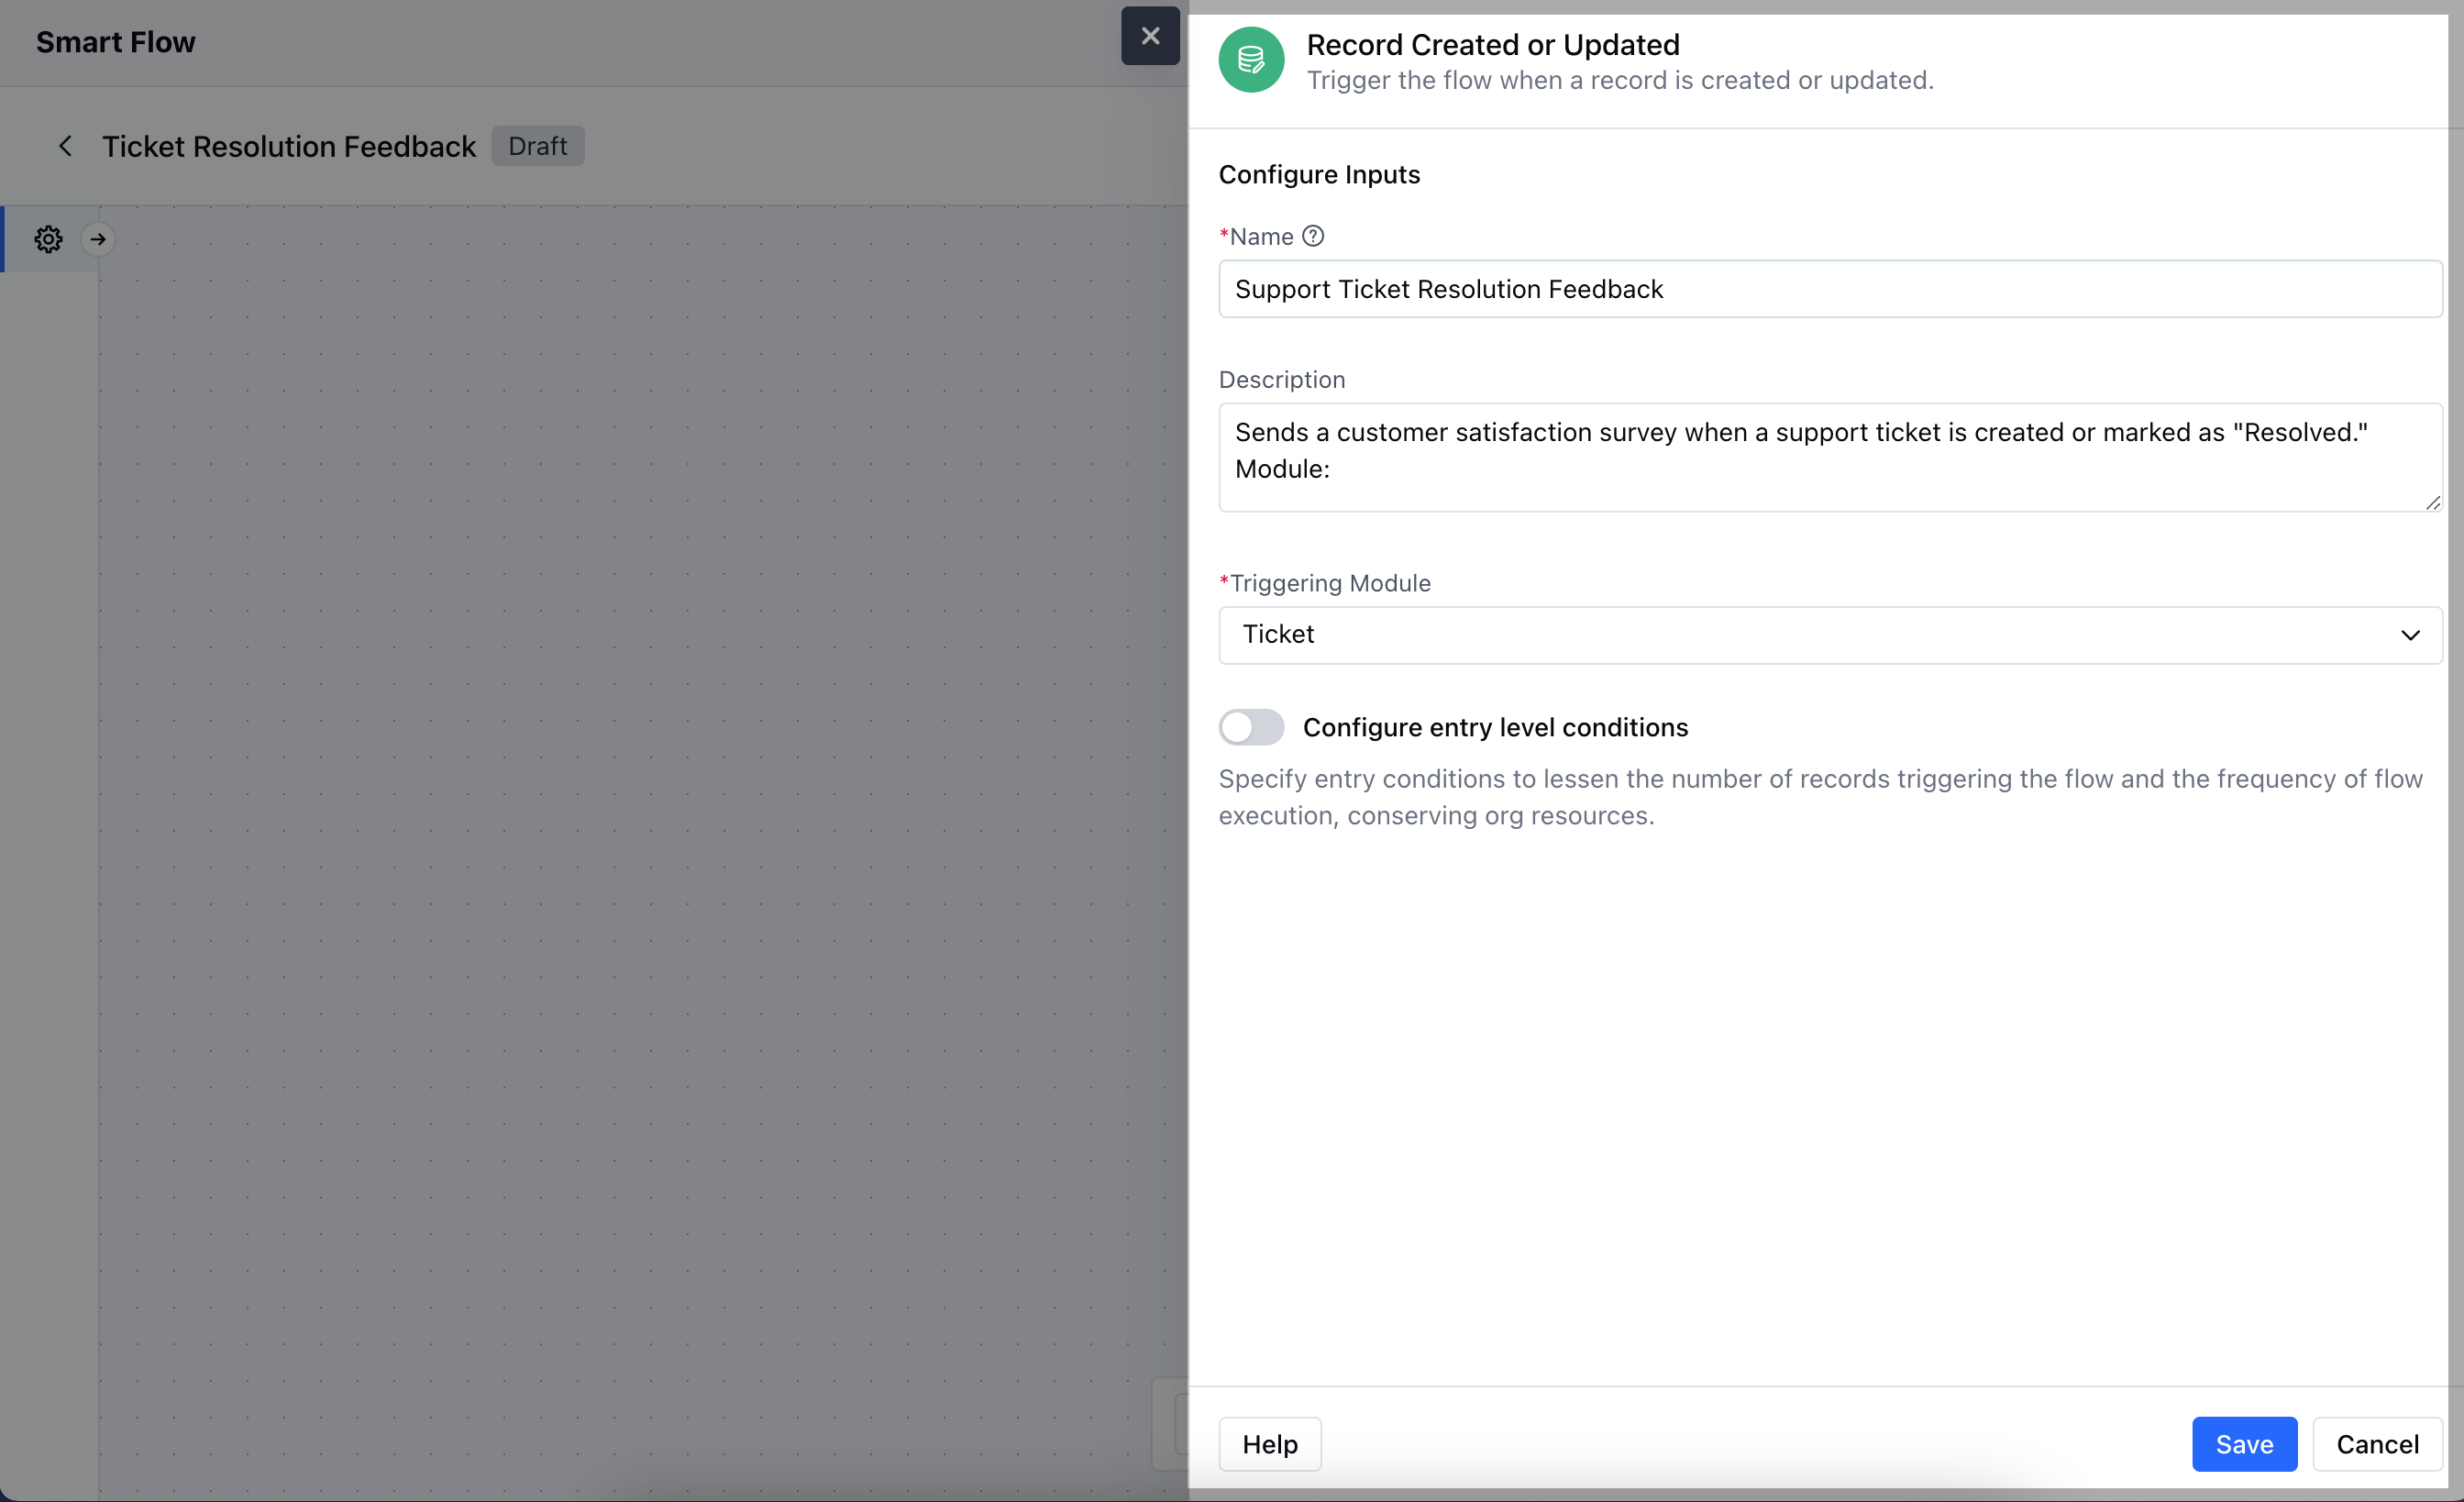 Smart Flow
Ticket Resolution Feedback
Draft
Record Created or Updated
Trigger the flow when a record is created or updated.
Configure Inputs
*Name
Support Ticket Resolution Feedback
Description
Sends a customer satisfaction survey when a support ticket is created or marked as "Resolved."
Module:
*Triggering Module
Ticket
Configure entry level conditions
Specify entry conditions to lessen the number of records triggering the flow and the frequency of flow
execution, conserving org resources.
Help
Save
Cancel